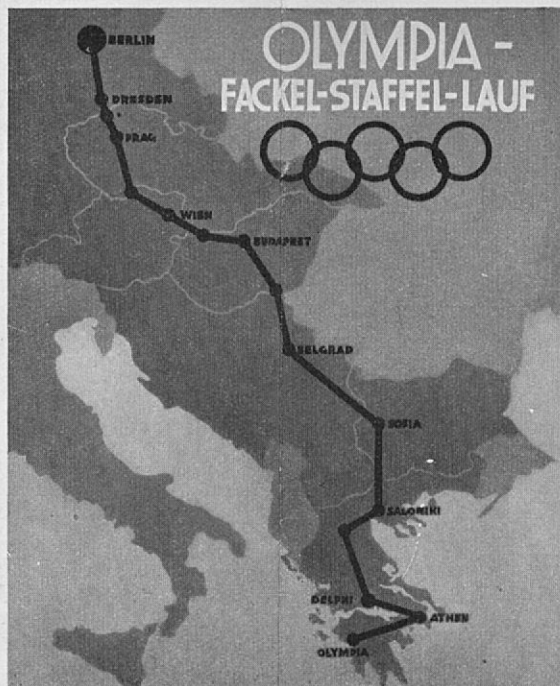 OLYMPIA -
FACKEL-STAFFEL-LAUF
BERLIN
DRESDEN
PRAG
WIEN
BUDAPEST
BELGRAD
SOFIA
SALONIKI
DELPHI
ATHEN
OLYMPIA